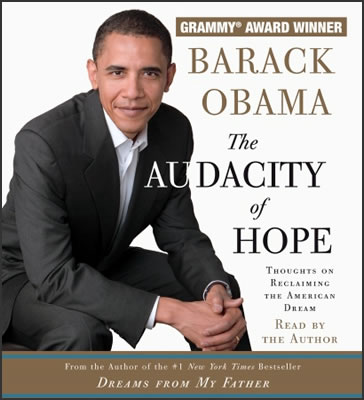 GRAMMY® AWARD WINNER
BARACK
OBAMA
The
AUDACITY
of
HOPE
THOUGHTS ON
RECLAIMING
THE AMERICAN
DREAM
READ BY
THE AUTHOR
From the Author of the #1 New York Times Bestseller
DREAMS FROM MY FATHER